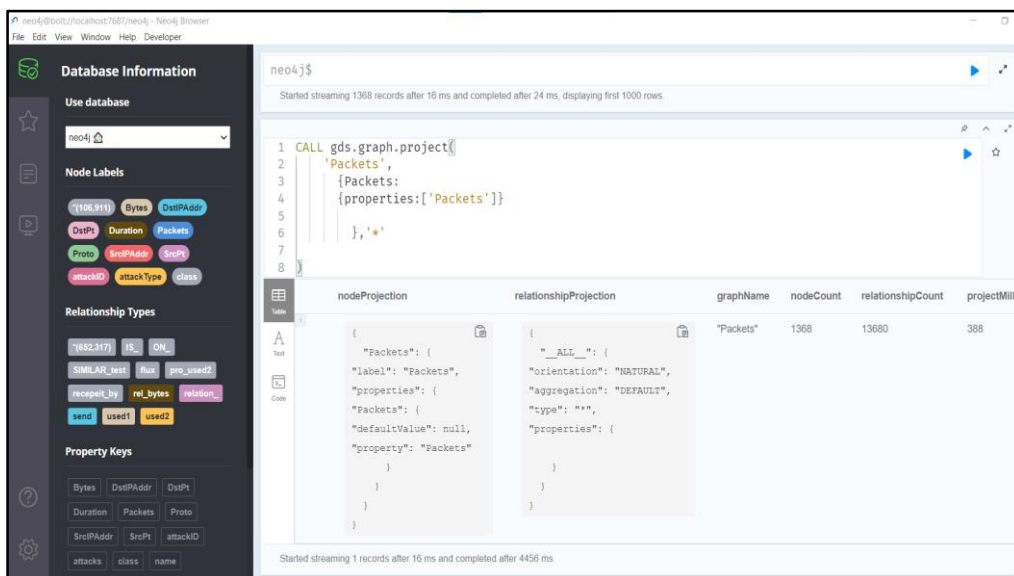 neo4j@bolt://localhost:7687/neo4j - Neo4j Browser
File Edit View Window Help Developer
Database Information
Use database
neo4j
Node Labels
*(106,911) Bytes DstIPAddr
DstPt Duration Packets
Proto SrcIPAddr SrcPt
attackID attackType class
Relationship Types
*(652,317) IS_ ON_
SIMILAR_test flux pro_used2
recepeit_by rel_bytes relation_
send used1 used2
Property Keys
Bytes DstIPAddr DstPt
Duration Packets Proto
SrcIPAddr SrcPt attackID
attacks class name
neo4j$
Started streaming 1368 records after 16 ms and completed after 24 ms, displaying first 1000 rows.
1 CALL gds.graph.project(
2 'Packets',
3 {Packets:
4 {properties:['Packets']}
5
6 },'*'
7
8 )
Table
Text
Code
nodeProjection relationshipProjection graphName nodeCount relationshipCount projectMill
{
"Packets": {
"label": "Packets",
"properties": {
"Packets": {
"defaultValue": null,
"property": "Packets"
}
}
}
}
{
"__ALL__": {
"orientation": "NATURAL",
"aggregation": "DEFAULT",
"type": "*",
"properties": {
}
}
}
"Packets" 1368 13680 388
Started streaming 1 records after 16 ms and completed after 4456 ms.